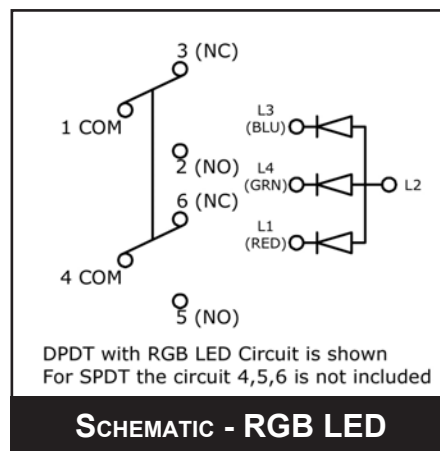 3 (NC)
1 COM
2 (NO)
6 (NC)
4 COM
5 (NO)
L3
(BLU)
L4
(GRN)
L2
L1
(RED)
DPDT with RGB LED Circuit is shown
For SPDT the circuit 4,5,6 is not included
SCHEMATIC - RGB LED